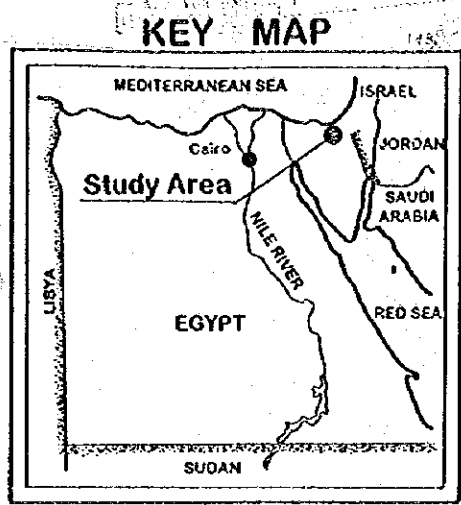 KEY MAP
MEDITERRANEAN SEA
ISRAEL
Cairo
JORDAN
Study Area
SAUDI
ARABIA
NILE RIVER
LIBYA
RED SEA
EGYPT
SUDAN